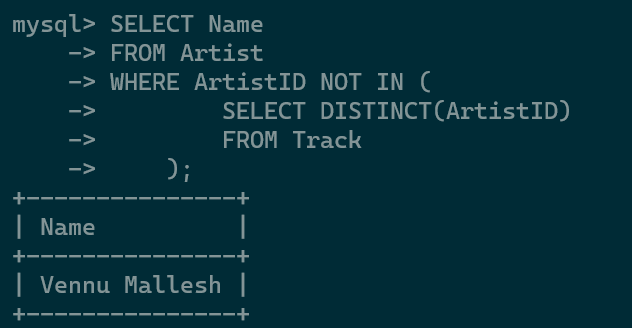 mysql> SELECT Name
    -> FROM Artist
    -> WHERE ArtistID NOT IN (
    ->         SELECT DISTINCT(ArtistID)
    ->         FROM Track
    ->     );
+---------------+
| Name          |
+---------------+
| Vennu Mallesh |
+---------------+